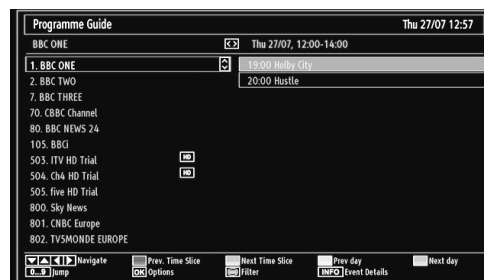 Programme Guide Thu 27/07 12:57
BBC ONE Thu 27/07, 12:00-14:00
1. BBC ONE 19:00 Holby City
2. BBC TWO 20:00 Hustle
7. BBC THREE
70. CBBC Channel
80. BBC NEWS 24
105. BBCi
503. ITV HD Trial HD
504. Ch4 HD Trial HD
505. five HD Trial
800. Sky News
801. CNBC Europe
802. TV5MONDE EUROPE
Navigate Prev. Time Slice Next Time Slice Prev day Next day
0...9 Jump OK Options Filter INFO Event Details